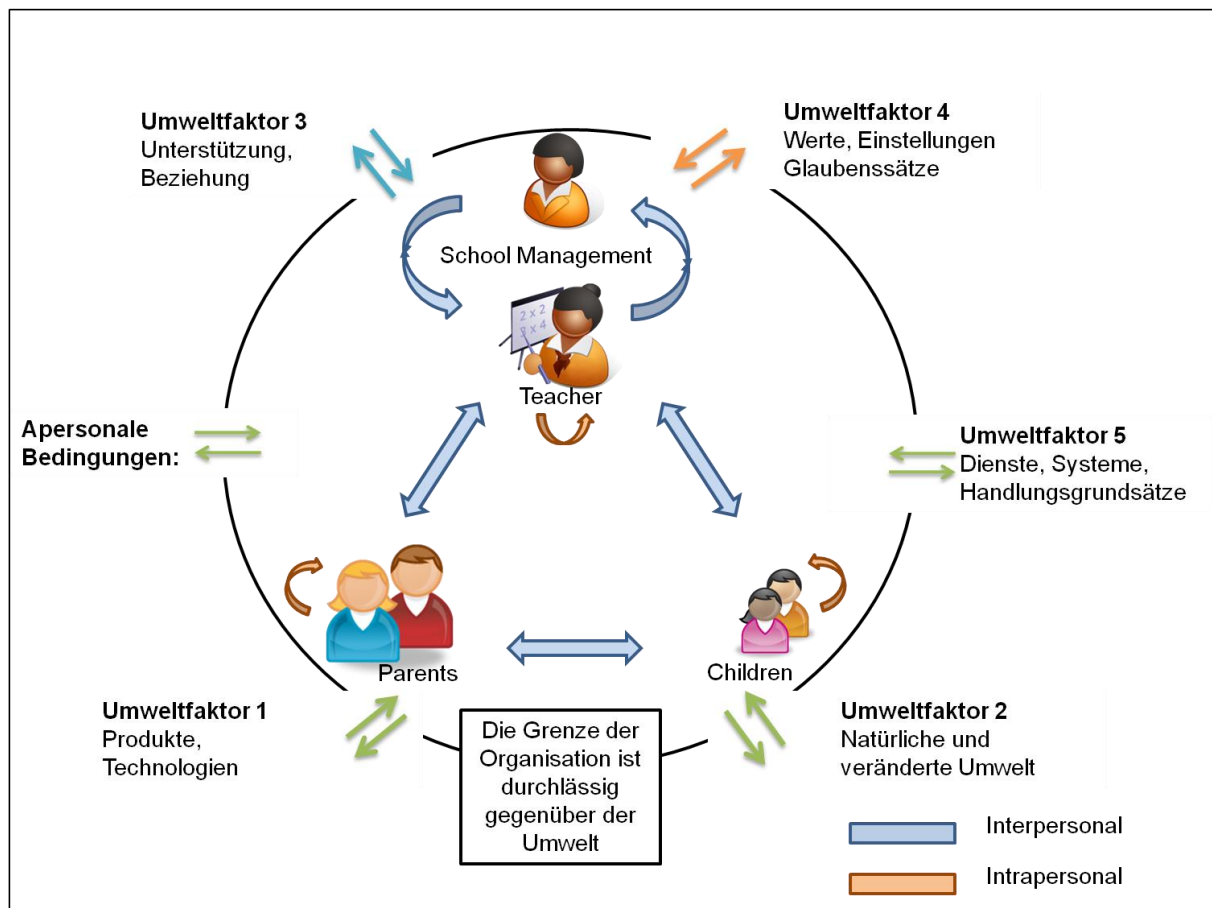 Umweltfaktor 3
Unterstützung,
Beziehung
Umweltfaktor 4
Werte, Einstellungen
Glaubenssätze
School Management
2 x 2
3 x 4
Teacher
Apersonale
Bedingungen:
Umweltfaktor 5
Dienste, Systeme,
Handlungsgrundsätze
Parents
Children
Umweltfaktor 1
Produkte,
Technologien
Die Grenze der
Organisation ist
durchlässig
gegenüber der
Umwelt
Umweltfaktor 2
Natürliche und
veränderte Umwelt
Interpersonal
Intrapersonal